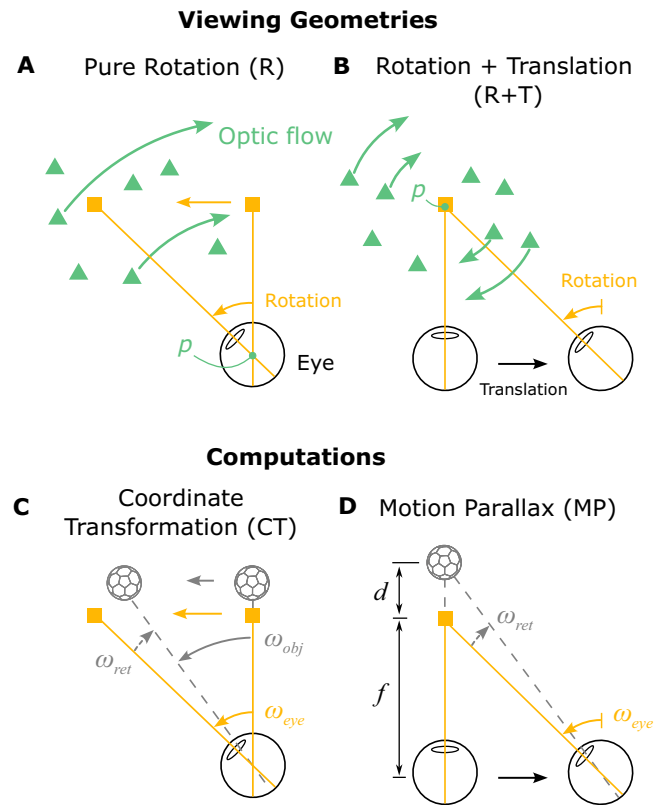 Viewing Geometries
A
Pure Rotation (R)
B
Rotation + Translation
(R+T)
Optic flow
p
Rotation
p
Eye
Rotation
Translation
Computations
C
Coordinate
Transformation (CT)
D
Motion Parallax (MP)
ω_ret
ω_obj
ω_eye
d
f
ω_ret
ω_eye